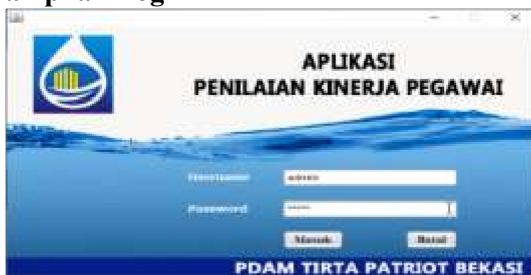 APLIKASI
PENILAIAN KINERJA PEGAWAI
Username
admin
Password
Masuk
Batal
PDAM TIRTA PATRIOT BEKASI